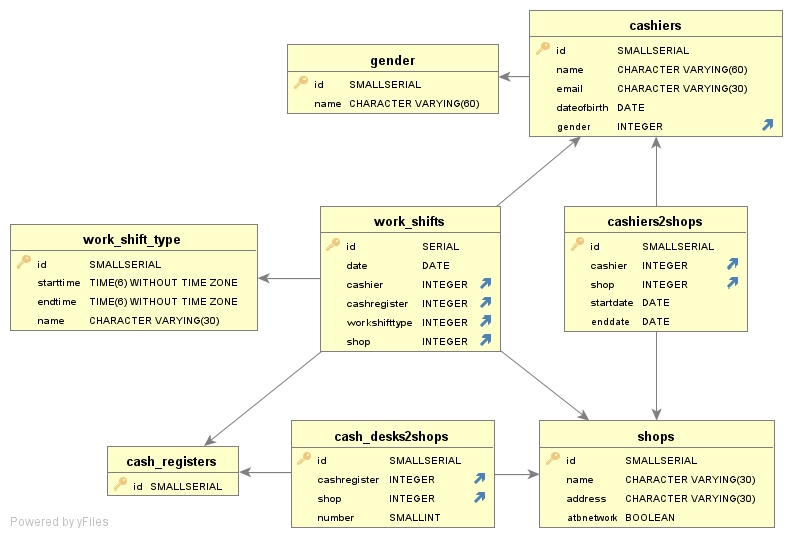 cashiers
id SMALLSERIAL
name CHARACTER VARYING(60)
email CHARACTER VARYING(30)
dateofbirth DATE
gender INTEGER
gender
id SMALLSERIAL
name CHARACTER VARYING(60)
work_shift_type
id SMALLSERIAL
starttime TIME(6) WITHOUT TIME ZONE
endtime TIME(6) WITHOUT TIME ZONE
name CHARACTER VARYING(30)
work_shifts
id SERIAL
date DATE
cashier INTEGER
cashregister INTEGER
workshifttype INTEGER
shop INTEGER
cashiers2shops
id SMALLSERIAL
cashier INTEGER
shop INTEGER
startdate DATE
enddate DATE
cash_registers
id SMALLSERIAL
cash_desks2shops
id SMALLSERIAL
cashregister INTEGER
shop INTEGER
number SMALLINT
shops
id SMALLSERIAL
name CHARACTER VARYING(30)
address CHARACTER VARYING(30)
atbnetwork BOOLEAN
Powered by yFiles